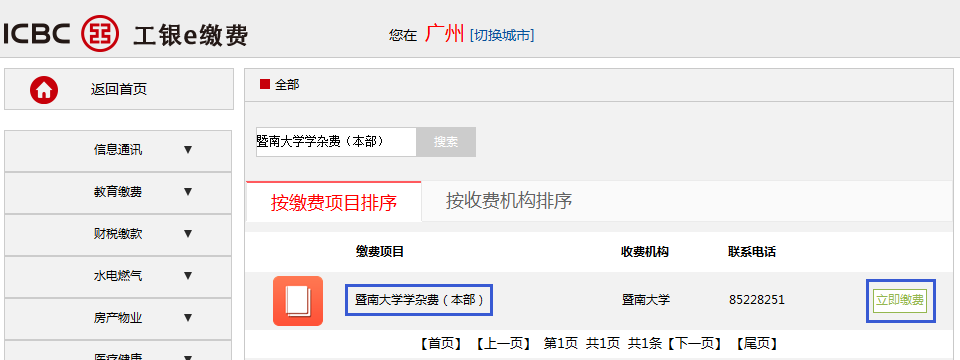 ICBC 工银e缴费
您在 广州 [切换城市]
返回首页
信息通讯 ▼
教育缴费 ▼
财税缴款 ▼
水电燃气 ▼
房产物业 ▼
医疗健康 ▼
全部
暨南大学学杂费（本部） 搜索
按缴费项目排序 按收费机构排序
缴费项目 收费机构 联系电话
暨南大学学杂费（本部） 暨南大学 85228251 立即缴费
【首页】 【上一页】 第1页 共1页 共1条【下一页】 【尾页】